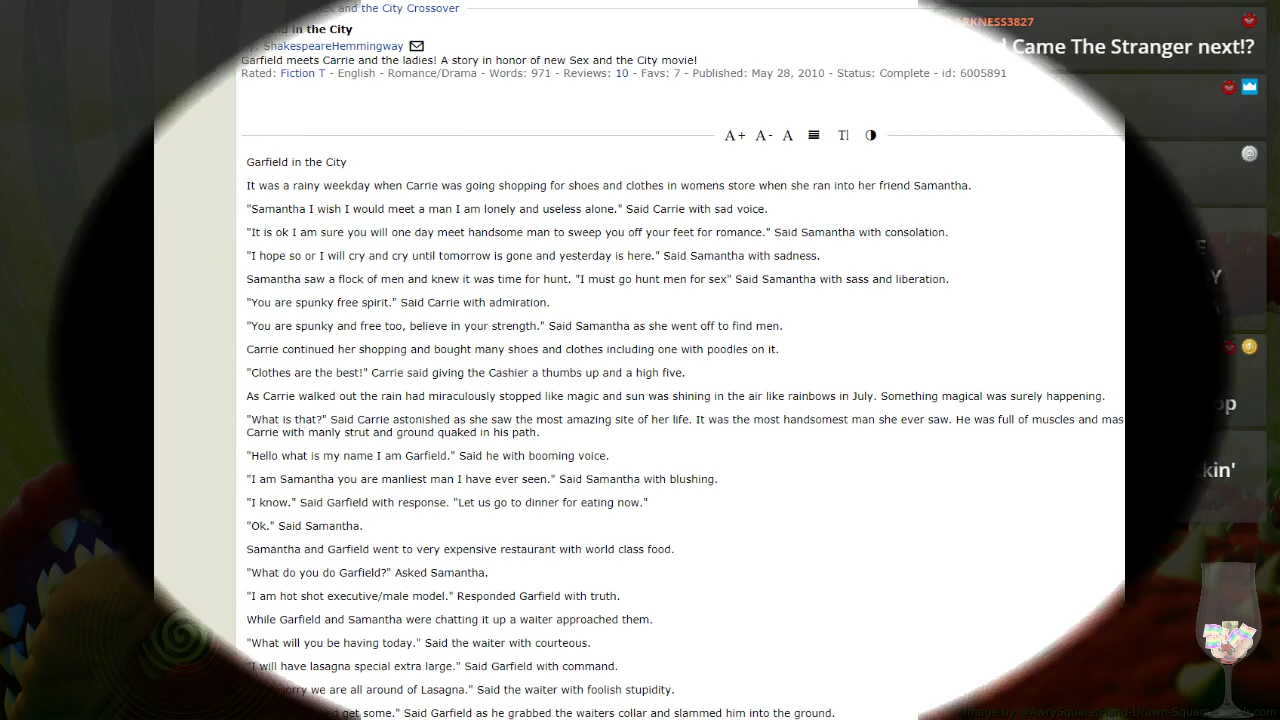 and the City Crossover
in the City
ShakespeareHemmingway
Garfield meets Carrie and the ladies! A story in honor of new Sex and the City movie!
Rated: Fiction T - English - Romance/Drama - Words: 971 - Reviews: 10 - Favs: 7 - Published: May 28, 2010 - Status: Complete - id: 6005891
A+ A- A
Garfield in the City
It was a rainy weekday when Carrie was going shopping for shoes and clothes in womens store when she ran into her friend Samantha.
"Samantha I wish I would meet a man I am lonely and useless alone." Said Carrie with sad voice.
"It is ok I am sure you will one day meet handsome man to sweep you off your feet for romance." Said Samantha with consolation.
"I hope so or I will cry and cry until tomorrow is gone and yesterday is here." Said Samantha with sadness.
Samantha saw a flock of men and knew it was time for hunt. "I must go hunt men for sex" Said Samantha with sass and liberation.
"You are spunky free spirit." Said Carrie with admiration.
"You are spunky and free too, believe in your strength." Said Samantha as she went off to find men.
Carrie continued her shopping and bought many shoes and clothes including one with poodles on it.
"Clothes are the best!" Carrie said giving the Cashier a thumbs up and a high five.
As Carrie walked out the rain had miraculously stopped like magic and sun was shining in the air like rainbows in July. Something magical was surely happening.
"What is that?" Said Carrie astonished as she saw the most amazing site of her life. It was the most handsomest man she ever saw. He was full of muscles and mas
Carrie with manly strut and ground quaked in his path.
"Hello what is my name I am Garfield." Said he with booming voice.
"I am Samantha you are manliest man I have ever seen." Said Samantha with blushing.
"I know." Said Garfield with response. "Let us go to dinner for eating now."
"Ok." Said Samantha.
Samantha and Garfield went to very expensive restaurant with world class food.
"What do you do Garfield?" Asked Samantha.
"I am hot shot executive/male model." Responded Garfield with truth.
While Garfield and Samantha were chatting it up a waiter approached them.
"What will you be having today." Said the waiter with courteous.
"I will have lasagna special extra large." Said Garfield with command.
we are all around of Lasagna." Said the waiter with foolish stupidity.
get some." Said Garfield as he grabbed the waiters collar and slammed him into the ground.
RKNESS3827
Came The Stranger next!?